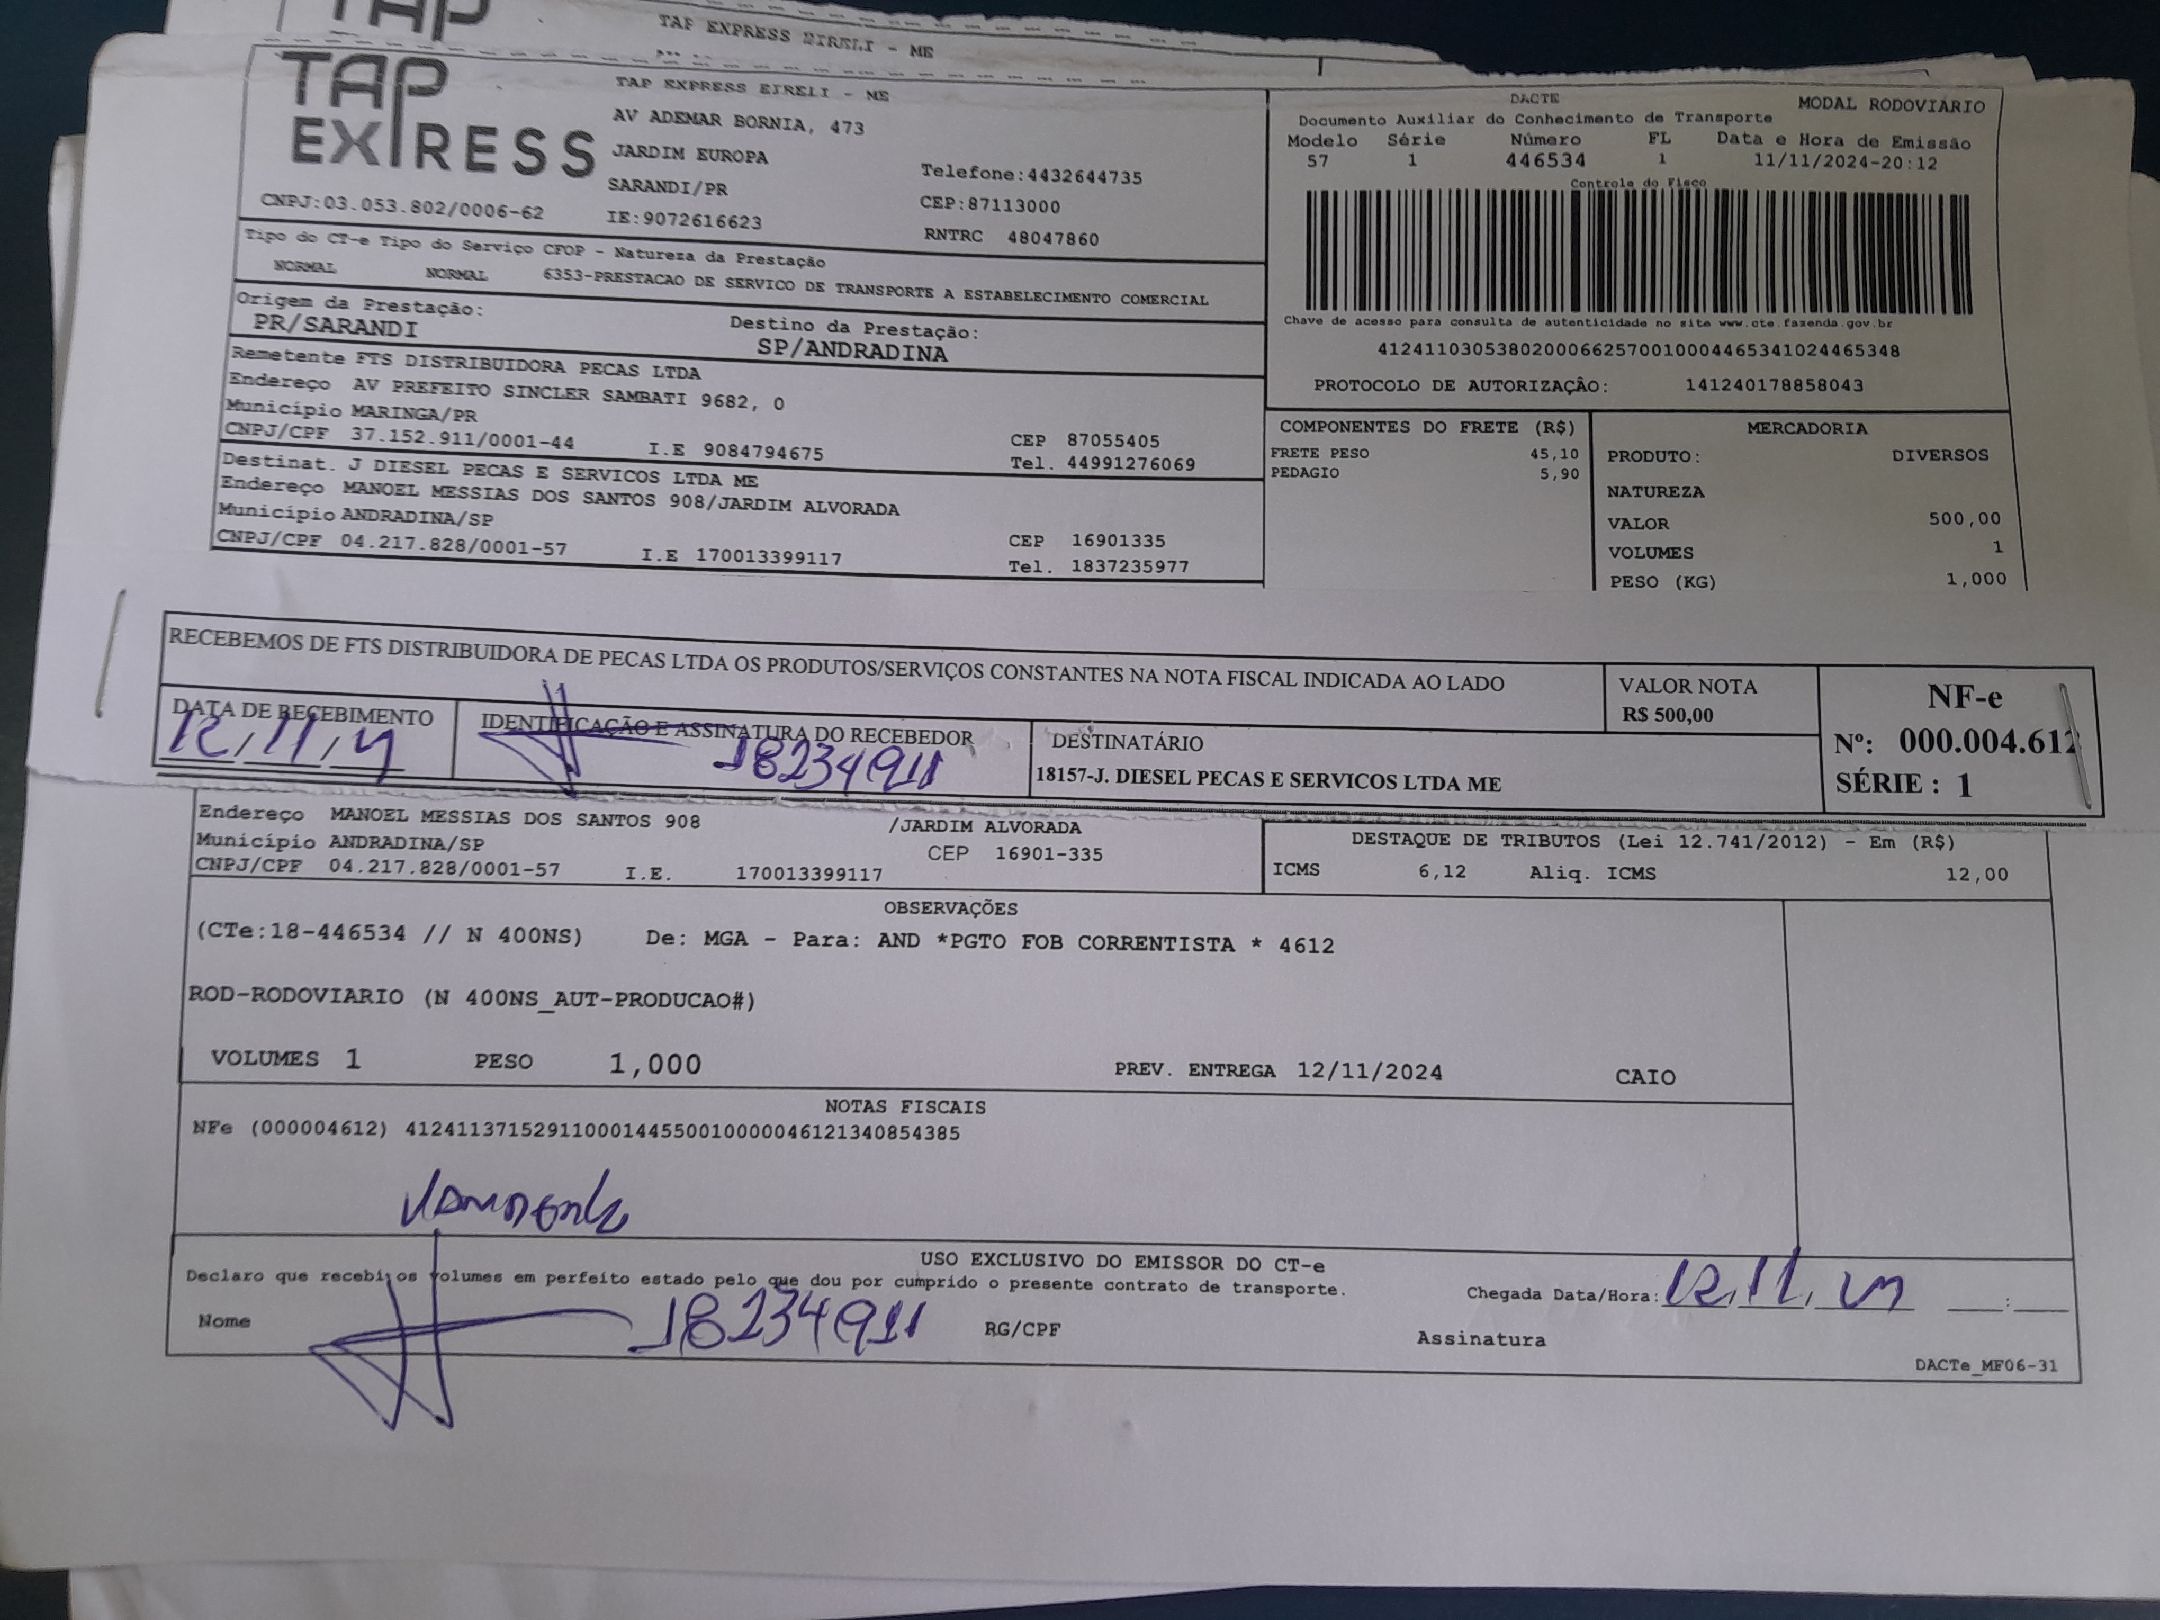 TAP
TAP EXPRESS EIRELI - ME
TAP
EXPRESS
TAP EXPRESS EIRELI - ME
AV ADEMAR BORNIA, 473
JARDIM EUROPA
SARANDI/PR
Telefone:4432644735
CEP:87113000
CNPJ:03.053.802/0006-62
IE:9072616623
RNTRC 48047860
Tipo do CT-e Tipo do Serviço CFOP - Natureza da Prestação
NORMAL NORMAL 6353-PRESTACAO DE SERVICO DE TRANSPORTE A ESTABELECIMENTO COMERCIAL
Origem da Prestação:
PR/SARANDI
Destino da Prestação:
SP/ANDRADINA
Remetente FTS DISTRIBUIDORA PECAS LTDA
Endereço AV PREFEITO SINCLER SAMBATI 9682, 0
Município MARINGA/PR
CNPJ/CPF 37.152.911/0001-44 I.E 9084794675
CEP 87055405
Tel. 44991276069
Destinat. J DIESEL PECAS E SERVICOS LTDA ME
Endereço MANOEL MESSIAS DOS SANTOS 908/JARDIM ALVORADA
Município ANDRADINA/SP
CNPJ/CPF 04.217.828/0001-57 I.E 170013399117
CEP 16901335
Tel. 1837235977
DACTE MODAL RODOVIARIO
Documento Auxiliar do Conhecimento de Transporte
Modelo Série Número FL Data e Hora de Emissão
57 1 446534 1 11/11/2024-20:12
Controle do Fisco
Chave de acesso para consulta de autenticidade no site www.cte.fazenda.gov.br
41241103053802000662570010004465341024465348
PROTOCOLO DE AUTORIZAÇÂO: 141240178858043
COMPONENTES DO FRETE (R$)
FRETE PESO 45,10
PEDAGIO 5,90
MERCADORIA
PRODUTO: DIVERSOS
NATUREZA
VALOR 500,00
VOLUMES 1
PESO (KG) 1,000
RECEBEMOS DE FTS DISTRIBUIDORA DE PECAS LTDA OS PRODUTOS/SERVIÇOS CONSTANTES NA NOTA FISCAL INDICADA AO LADO
VALOR NOTA
R$ 500,00
NF-e
Nº: 000.004.612
SÉRIE : 1
DATA DE RECEBIMENTO
12,11,24
IDENTIFICAÇÃO E ASSINATURA DO RECEBEDOR
18234911
DESTINATÁRIO
18157-J. DIESEL PECAS E SERVICOS LTDA ME
Endereço MANOEL MESSIAS DOS SANTOS 908 /JARDIM ALVORADA
Município ANDRADINA/SP CEP 16901-335
CNPJ/CPF 04.217.828/0001-57 I.E. 170013399117
DESTAQUE DE TRIBUTOS (Lei 12.741/2012) - Em (R$)
ICMS 6,12 Aliq. ICMS 12,00
OBSERVAÇÕES
(CTe:18-446534 // N 400NS) De: MGA - Para: AND *PGTO FOB CORRENTISTA * 4612
ROD-RODOVIARIO (N 400NS_AUT-PRODUCAO#)
VOLUMES 1 PESO 1,000 PREV. ENTREGA 12/11/2024 CAIO
NOTAS FISCAIS
NFe (000004612) 41241137152911000144550010000046121340854385
USO EXCLUSIVO DO EMISSOR DO CT-e
Declaro que recebi os volumes em perfeito estado pelo que dou por cumprido o presente contrato de transporte.
Chegada Data/Hora: 12,11,24 __:__
Nome 18234911 RG/CPF Assinatura
DACTe_MF06-31